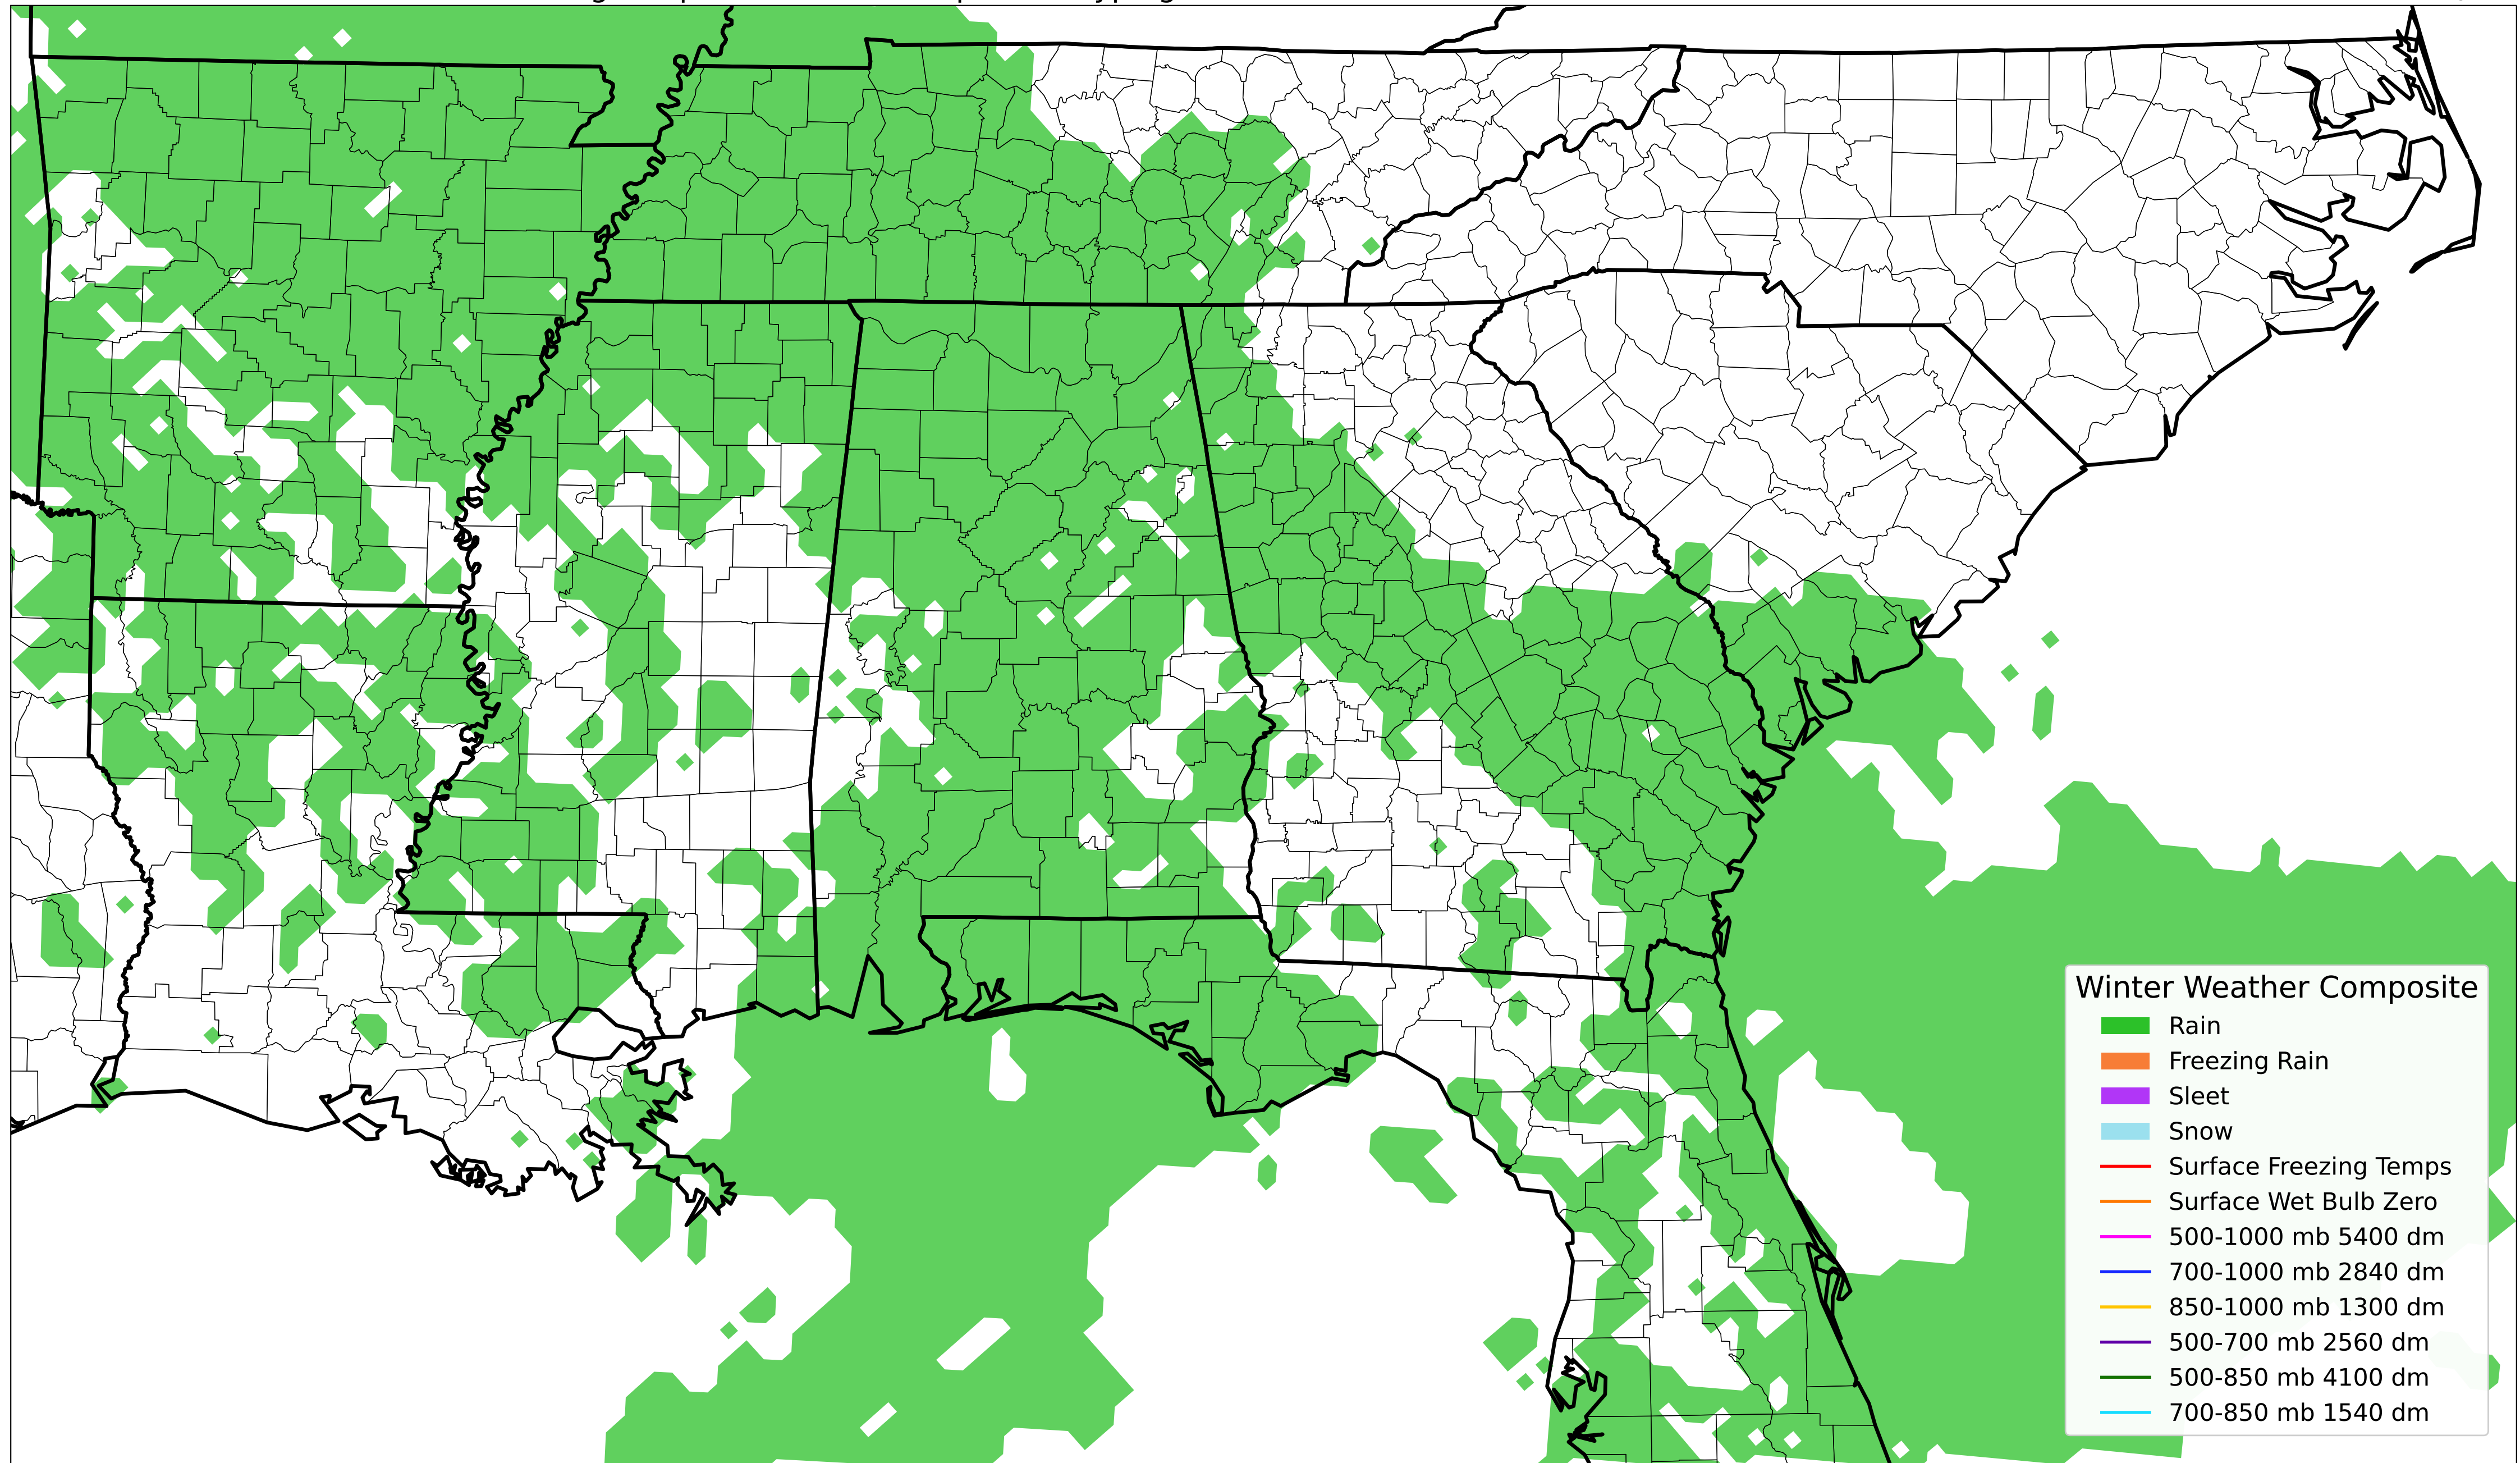 Winter Weather Composite
Rain
Freezing Rain
Sleet
Snow
Surface Freezing Temps
Surface Wet Bulb Zero
500-1000 mb 5400 dm
700-1000 mb 2840 dm
850-1000 mb 1300 dm
500-700 mb 2560 dm
500-850 mb 4100 dm
700-850 mb 1540 dm